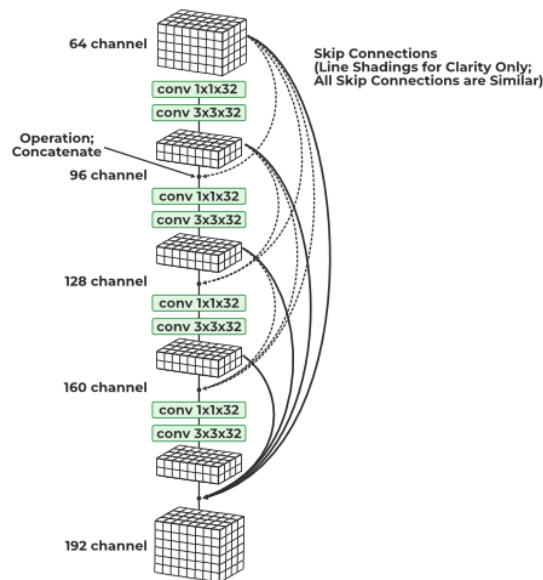 64 channel
Skip Connections
(Line Shadings for Clarity Only;
All Skip Connections are Similar)
conv 1x1x32
conv 3x3x32
Operation;
Concatenate
96 channel
conv 1x1x32
conv 3x3x32
128 channel
conv 1x1x32
conv 3x3x32
160 channel
conv 1x1x32
conv 3x3x32
192 channel